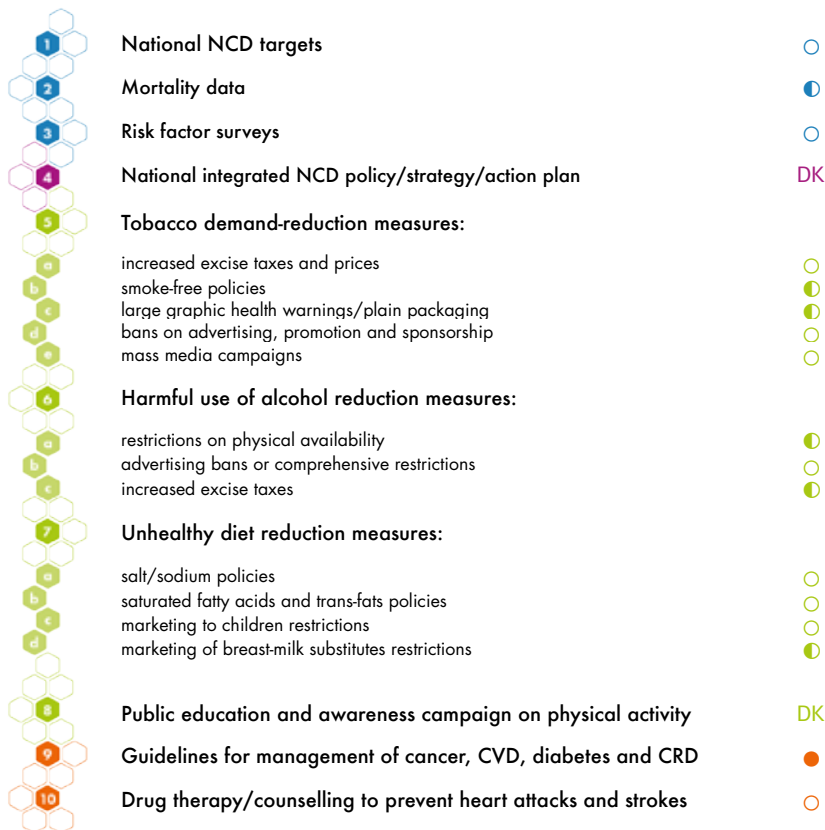 1 National NCD targets
2 Mortality data
3 Risk factor surveys
4 National integrated NCD policy/strategy/action plan DK
5 Tobacco demand-reduction measures:
a increased excise taxes and prices
b smoke-free policies
c large graphic health warnings/plain packaging
d bans on advertising, promotion and sponsorship
e mass media campaigns
6 Harmful use of alcohol reduction measures:
a restrictions on physical availability
b advertising bans or comprehensive restrictions
c increased excise taxes
7 Unhealthy diet reduction measures:
a salt/sodium policies
b saturated fatty acids and trans-fats policies
c marketing to children restrictions
d marketing of breast-milk substitutes restrictions
8 Public education and awareness campaign on physical activity DK
9 Guidelines for management of cancer, CVD, diabetes and CRD
10 Drug therapy/counselling to prevent heart attacks and strokes